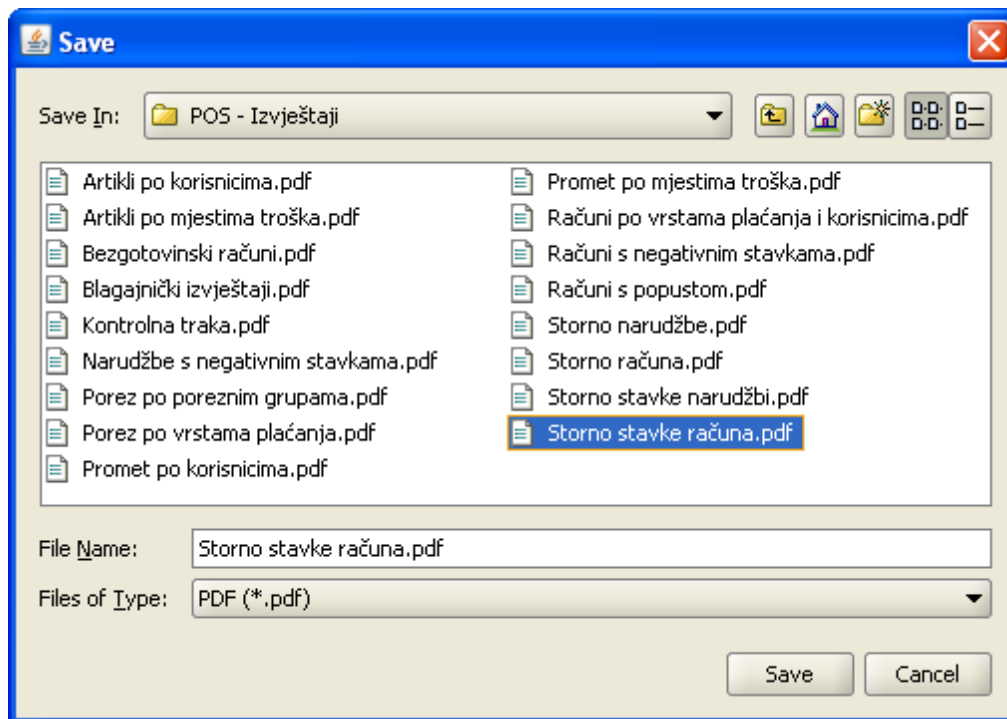 Save
Save In: POS - Izvještaji
Artikli po korisnicima.pdf
Artikli po mjestima troška.pdf
Bezgotovinski računi.pdf
Blagajnički izvještaji.pdf
Kontrolna traka.pdf
Narudžbe s negativnim stavkama.pdf
Porez po poreznim grupama.pdf
Porez po vrstama plaćanja.pdf
Promet po korisnicima.pdf
Promet po mjestima troška.pdf
Računi po vrstama plaćanja i korisnicima.pdf
Računi s negativnim stavkama.pdf
Računi s popustom.pdf
Storno narudžbe.pdf
Storno računa.pdf
Storno stavke narudžbi.pdf
Storno stavke računa.pdf
File Name: Storno stavke računa.pdf
Files of Type: PDF (*.pdf)
Save Cancel